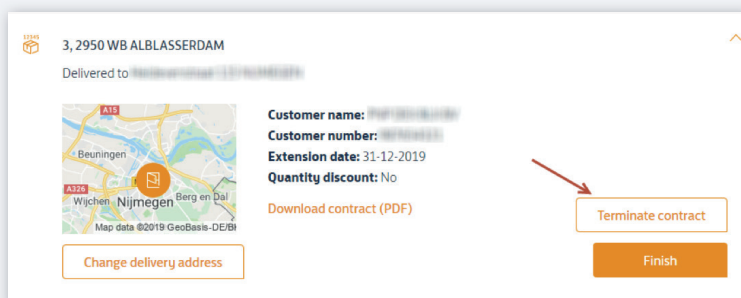 12345
3, 2950 WB ALBLASSERDAM
Delivered to
A15
Beuningen
A326
Wijchen Nijmegen Berg en Dal
Map data ©2019 GeoBasis-DE/B
Change delivery address
Customer name:
Customer number:
Extension date: 31-12-2019
Quantity discount: No
Download contract (PDF)
Terminate contract
Finish